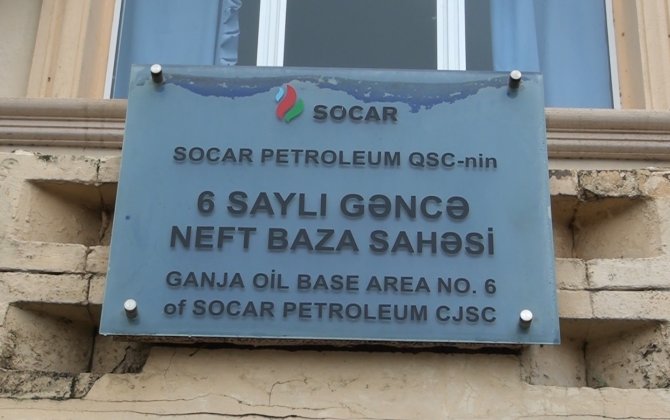 SOCAR
SOCAR PETROLEUM QSC-nin
6 SAYLI GƏNCƏ
NEFT BAZA SAHƏSİ
GANJA OIL BASE AREA NO. 6
of SOCAR PETROLEUM CJSC